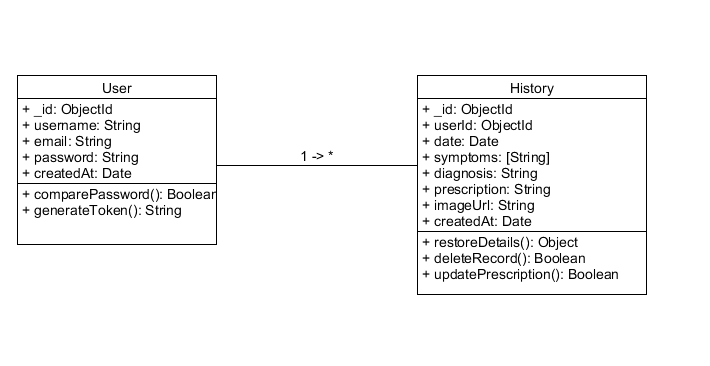 User
+ _id: ObjectId
+ username: String
+ email: String
+ password: String
+ createdAt: Date
+ comparePassword(): Boolean
+ generateToken(): String
1 -> *
History
+ _id: ObjectId
+ userId: ObjectId
+ date: Date
+ symptoms: [String]
+ diagnosis: String
+ prescription: String
+ imageUrl: String
+ createdAt: Date
+ restoreDetails(): Object
+ deleteRecord(): Boolean
+ updatePrescription(): Boolean